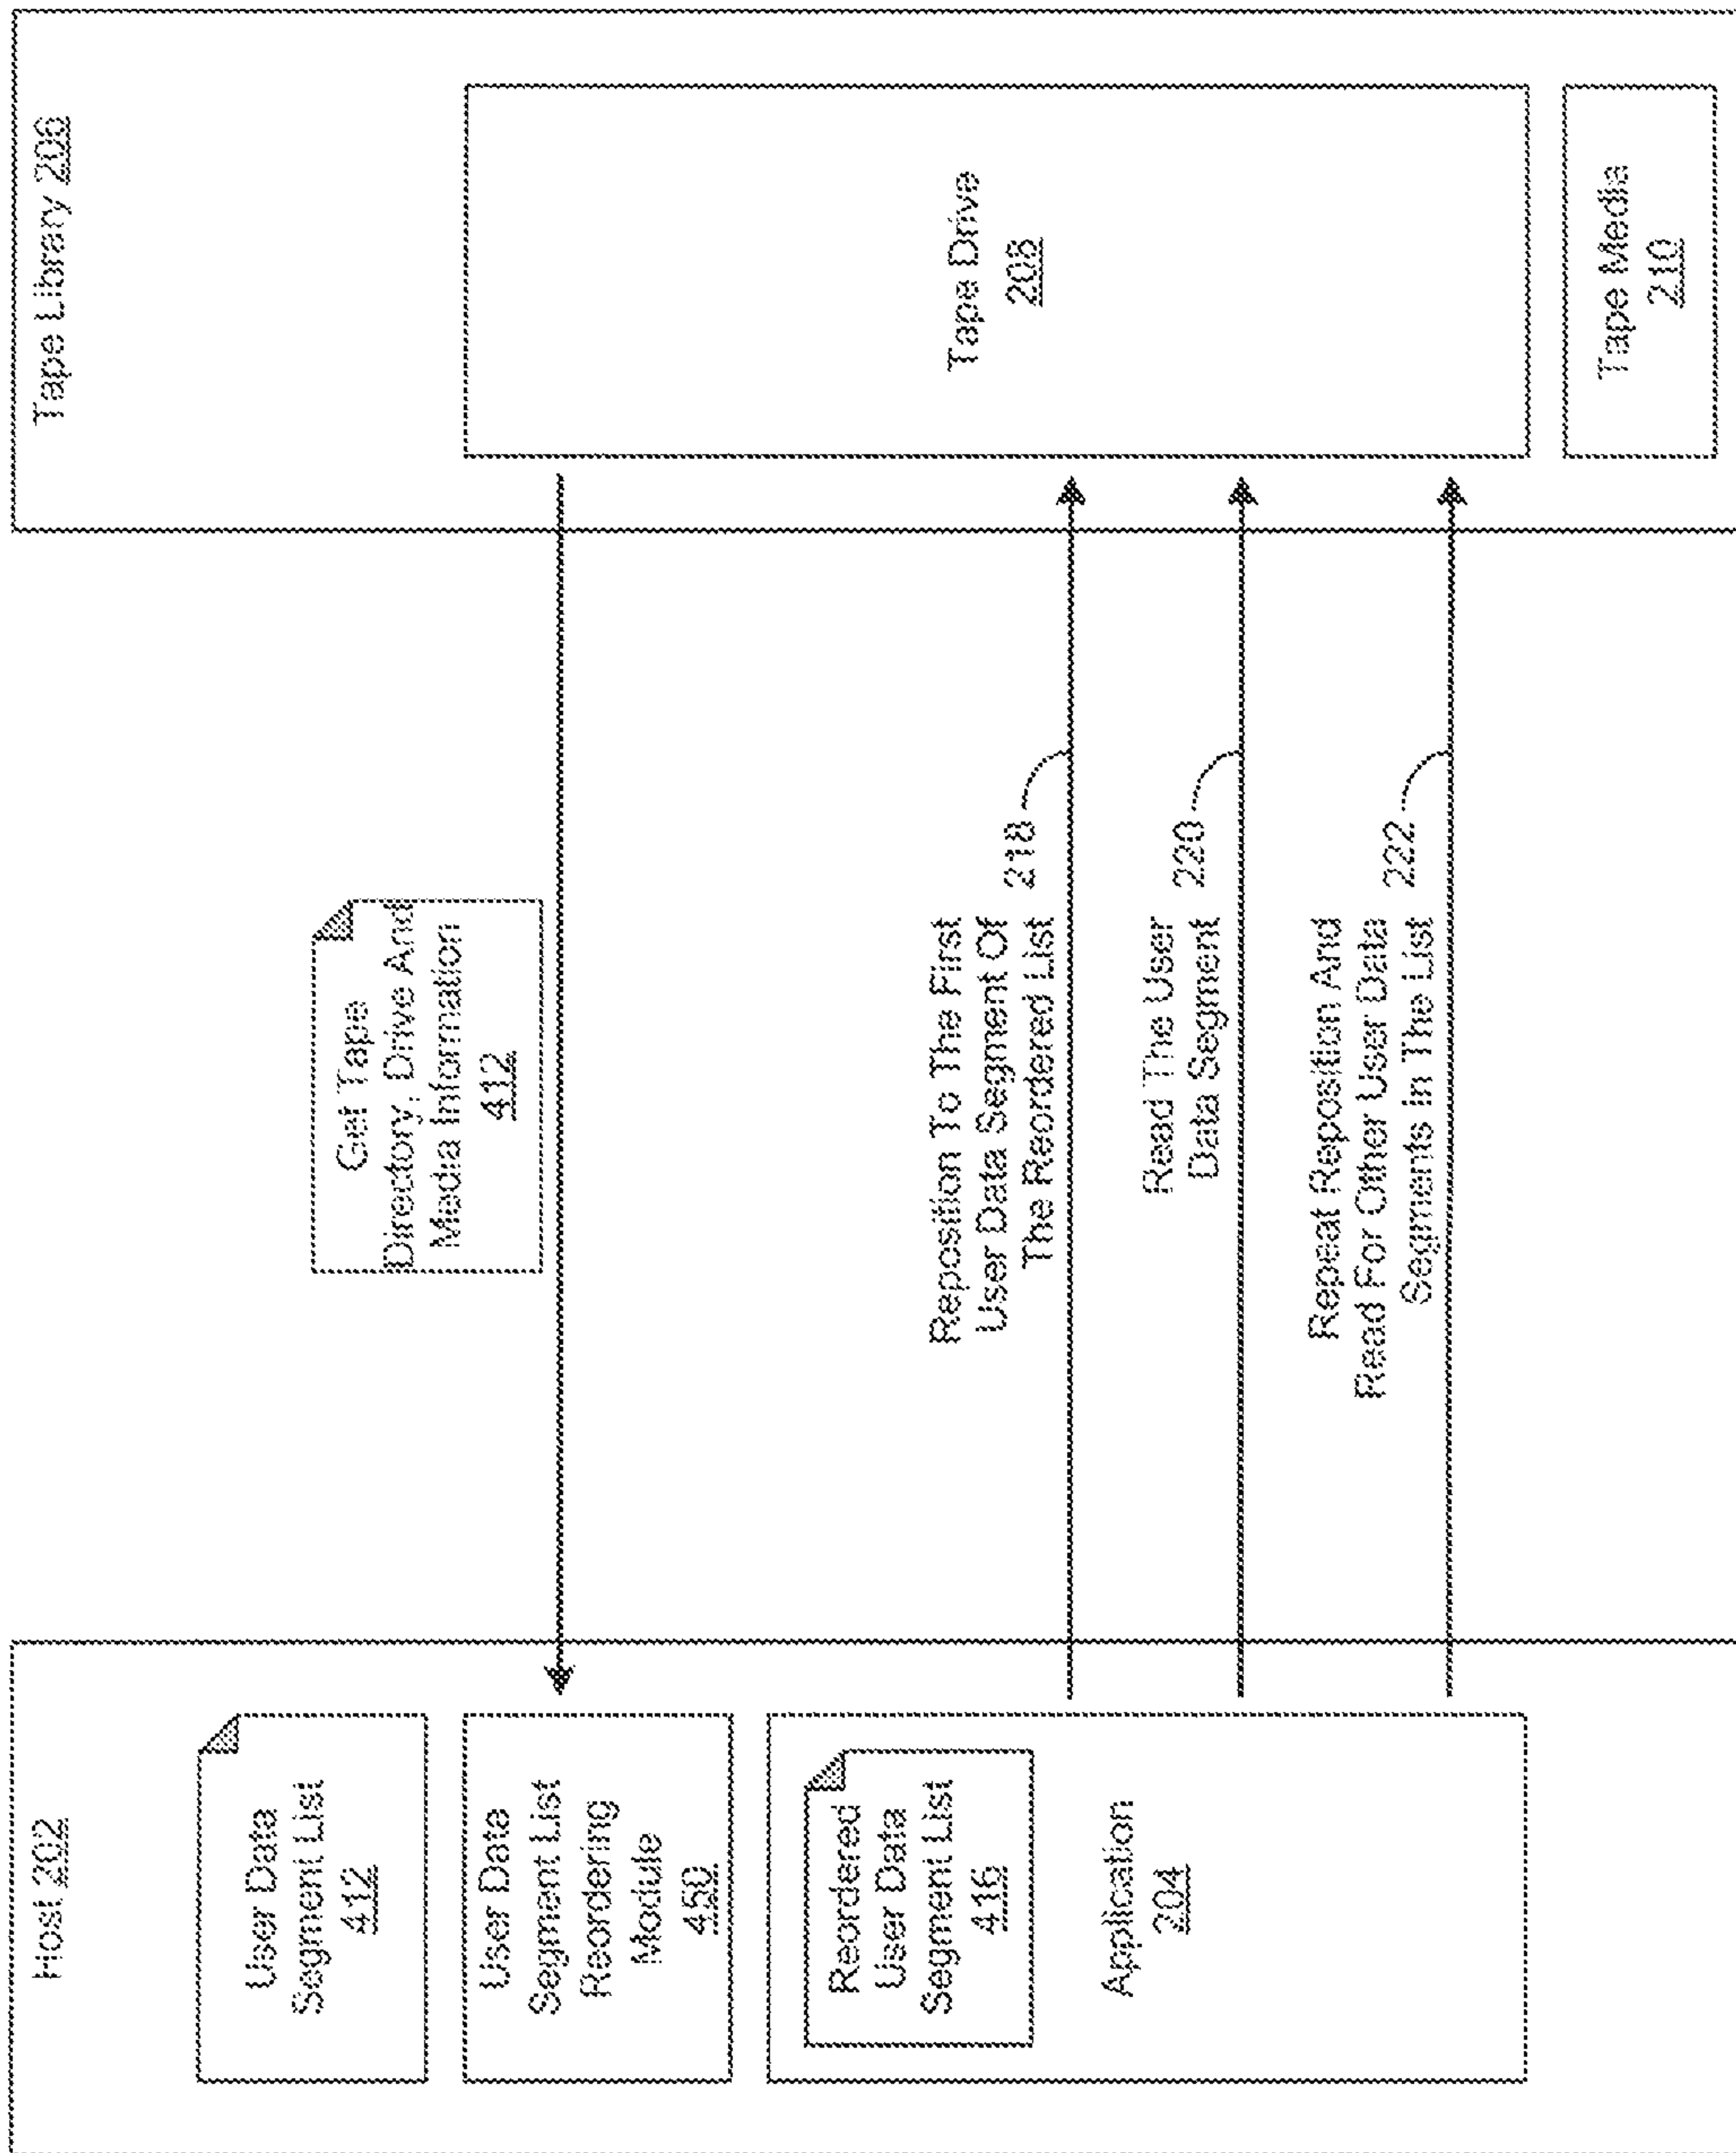 Host 202
User Data
Segment List
412
User Data
Segment List
Reordering
Module
450
Reordered
User Data
Segment List
416
Application
204
Get Tape
Directory, Drive And
Media Information
412
Reposition To The First
User Data Segment Of
The Reordered List
218
Read The User
Data Segment
220
Repeat Reposition And
Read For Other User Data
Segments In The List
222
Tape Library 206
Tape Drive
208
Tape Media
210